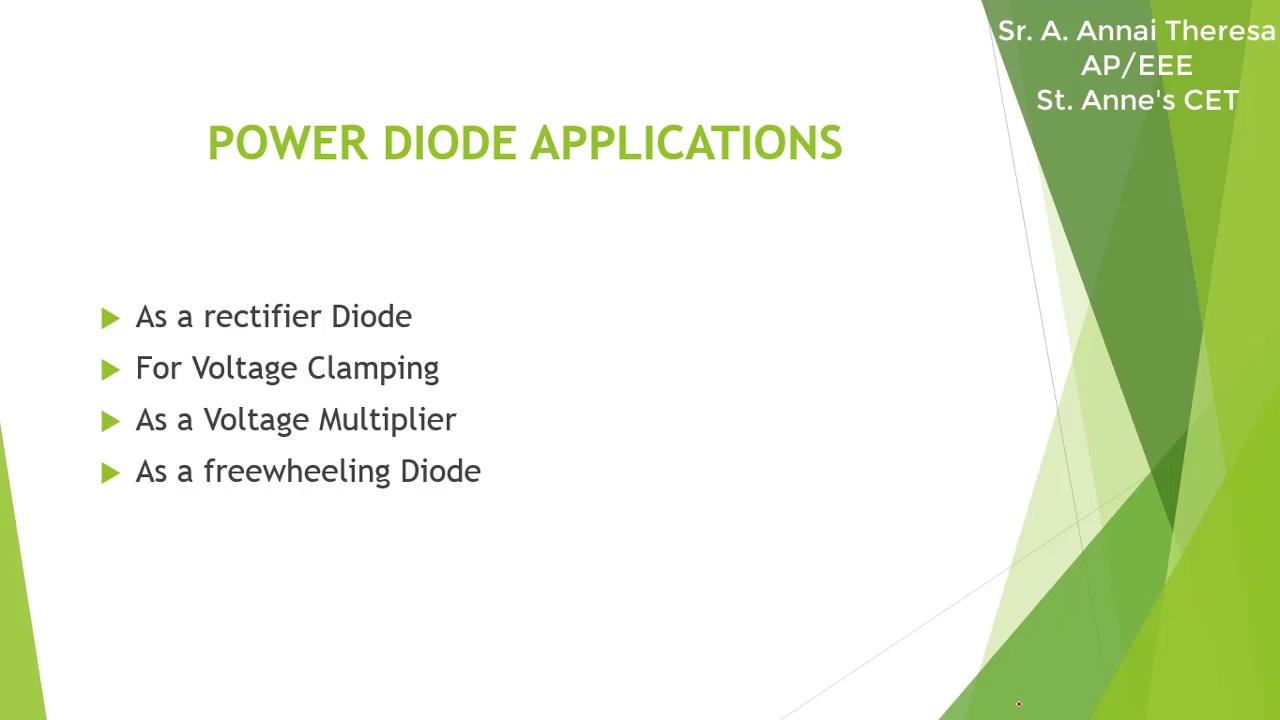 Sr. A. Annai Theresa
AP/EEE
St. Anne's CET
POWER DIODE APPLICATIONS
As a rectifier Diode
For Voltage Clamping
As a Voltage Multiplier
As a freewheeling Diode